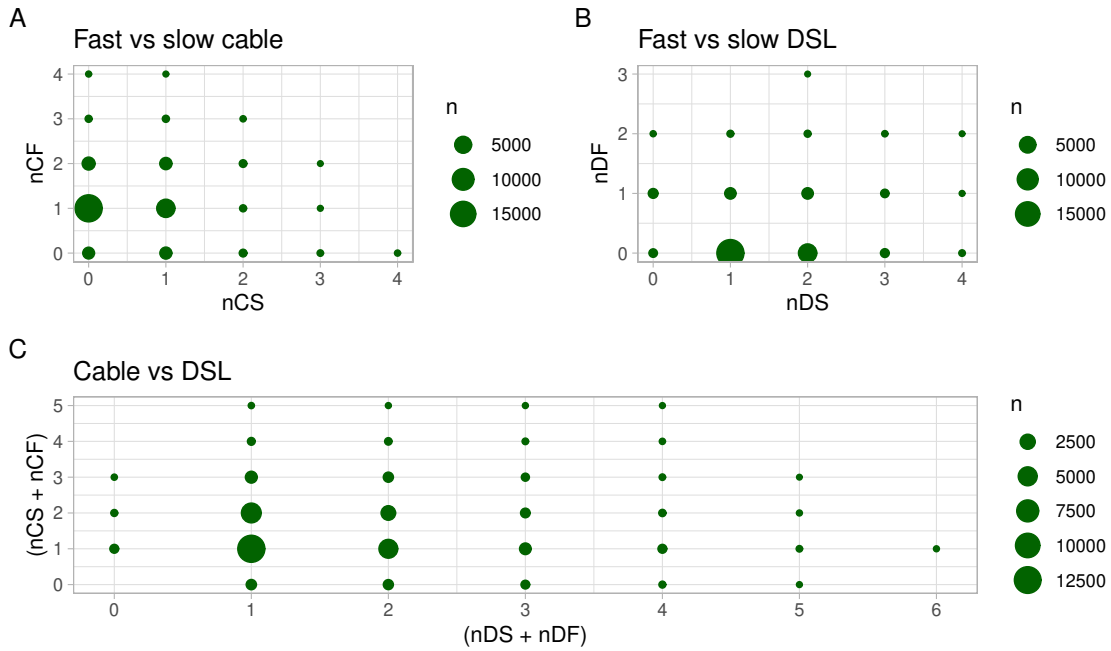 A
Fast vs slow cable
nCF
4
3
2
1
0
0 1 2 3 4
nCS
n
5000
10000
15000
B
Fast vs slow DSL
nDF
3
2
1
0
0 1 2 3 4
nDS
n
5000
10000
15000
C
Cable vs DSL
(nCS + nCF)
5
4
3
2
1
0
0 1 2 3 4 5 6
(nDS + nDF)
n
2500
5000
7500
10000
12500